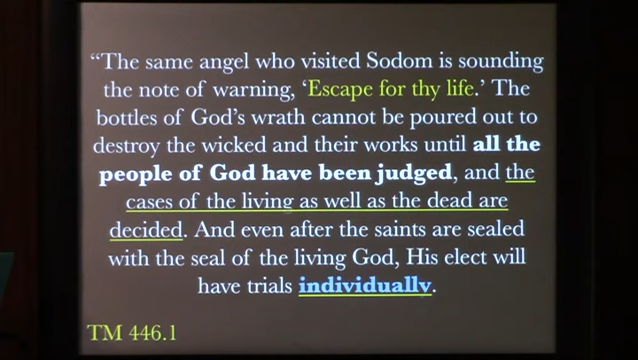 “The same angel who visited Sodom is sounding
the note of warning, ‘Escape for thy life.’ The
bottles of God’s wrath cannot be poured out to
destroy the wicked and their works until all the
people of God have been judged, and the
cases of the living as well as the dead are
decided. And even after the saints are sealed
with the seal of the living God, His elect will
have trials individually.
TM 446.1